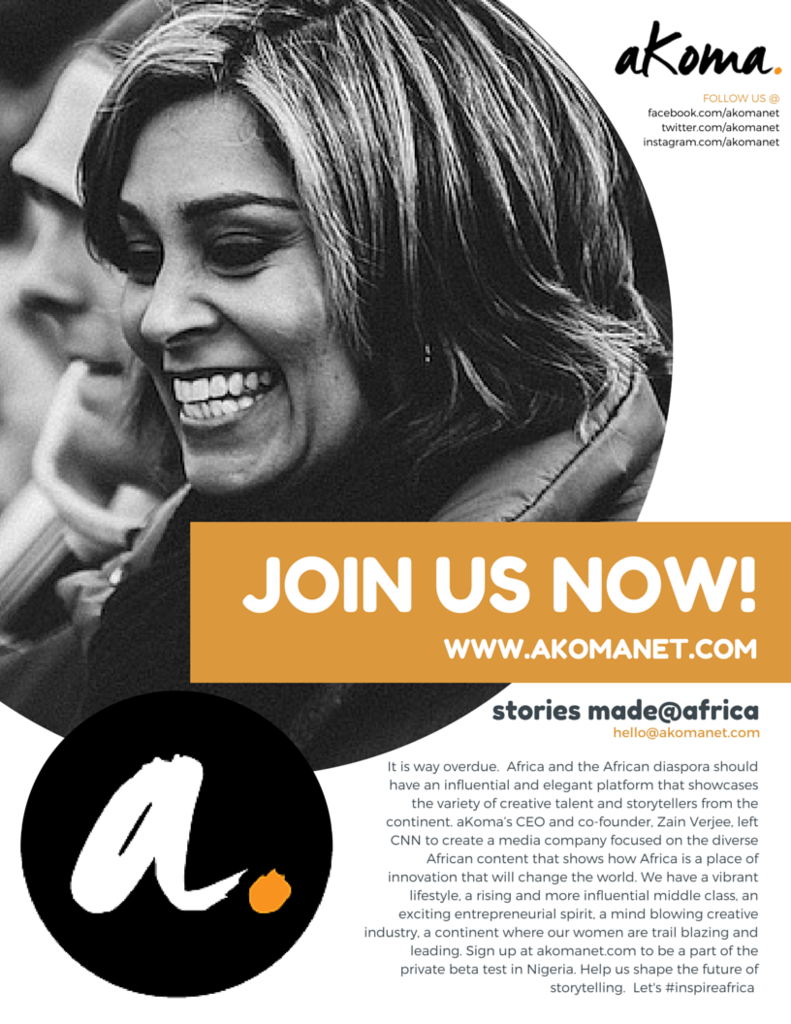 aKoma.
FOLLOW US @
facebook.com/akomanet
twitter.com/akomanet
instagram.com/akomanet
JOIN US NOW!
WWW.AKOMANET.COM
stories made@africa
hello@akomanet.com
It is way overdue.  Africa and the African diaspora should
have an influential and elegant platform that showcases
the variety of creative talent and storytellers from the
continent. aKoma's CEO and co-founder, Zain Verjee, left
CNN to create a media company focused on the diverse
African content that shows how Africa is a place of
innovation that will change the world. We have a vibrant
lifestyle, a rising and more influential middle class, an
exciting entrepreneurial spirit, a mind blowing creative
industry, a continent where our women are trail blazing and
leading. Sign up at akomanet.com to be a part of the
private beta test in Nigeria. Help us shape the future of
storytelling.  Let's #inspireafrica
a.